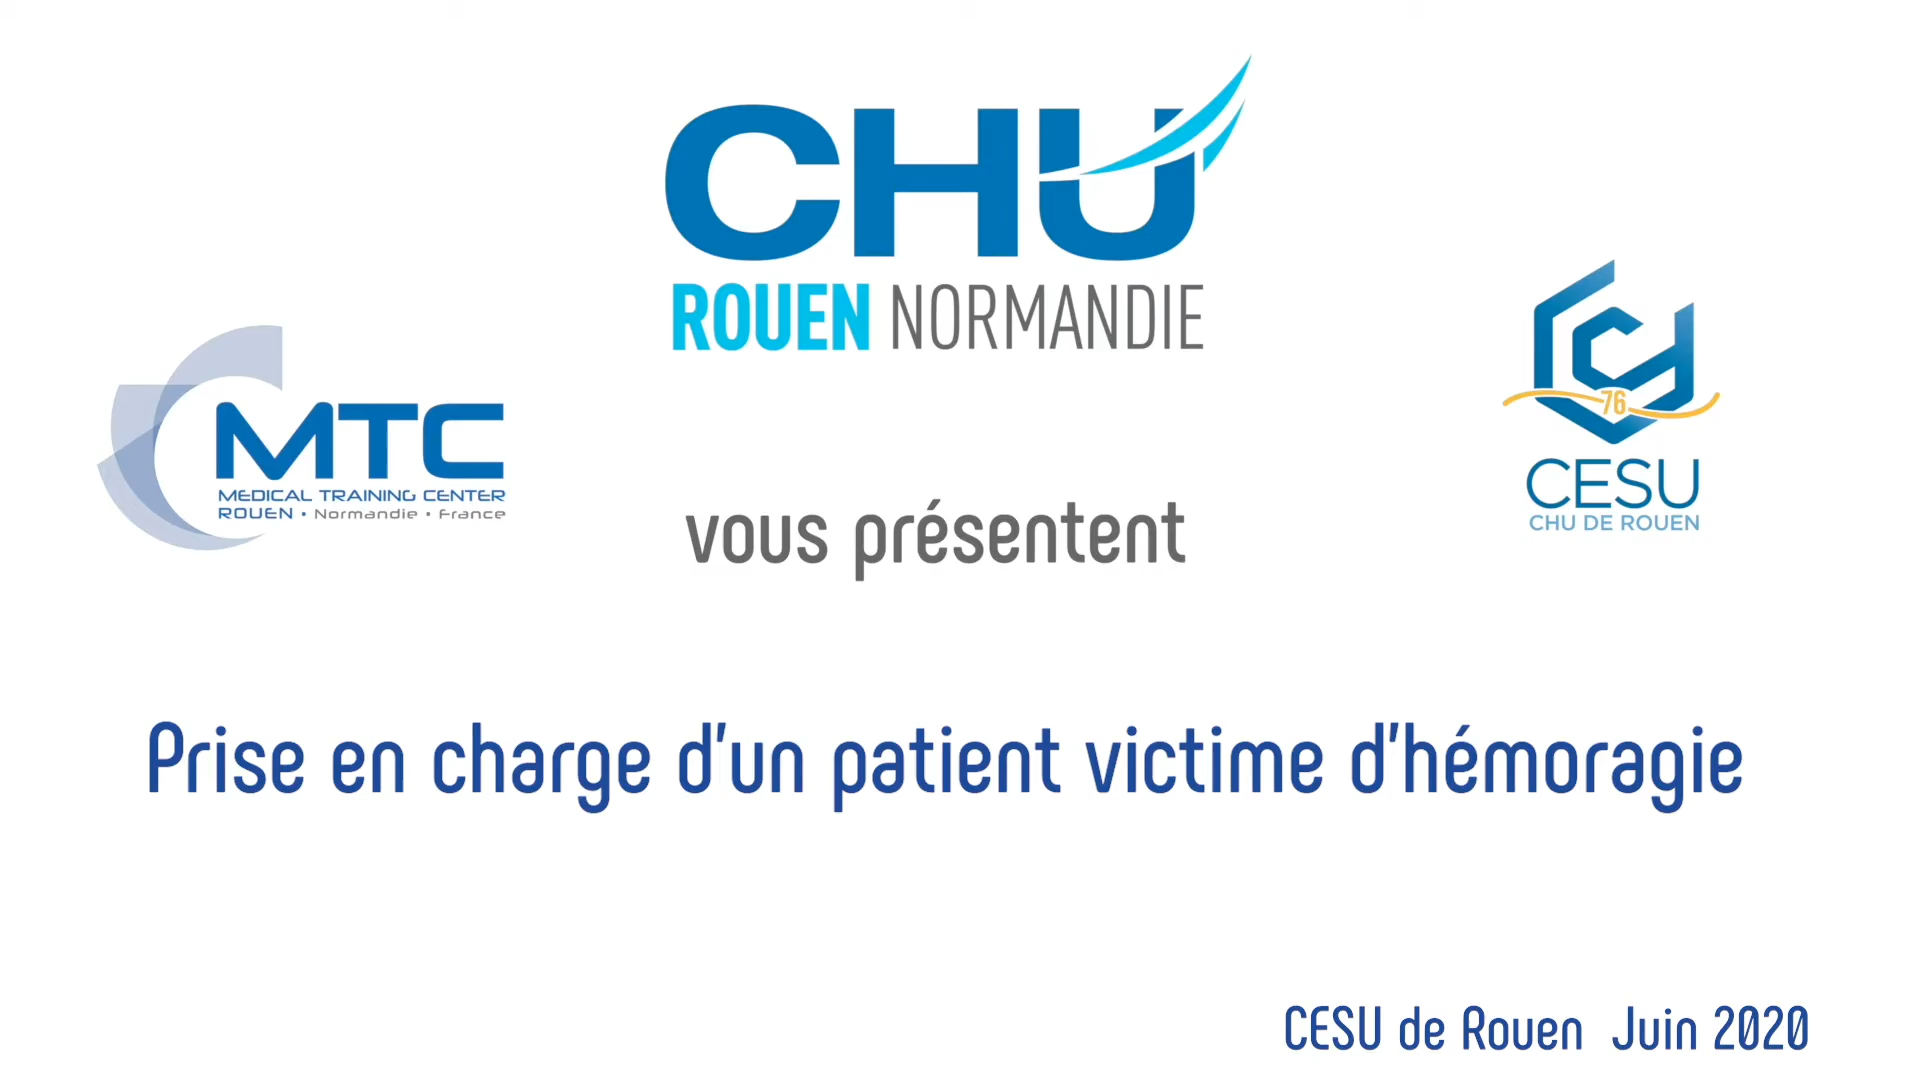 CHU
ROUEN NORMANDIE
MTC
MEDICAL TRAINING CENTER
ROUEN • Normandie • France
76
CESU
CHU DE ROUEN
vous présentent
Prise en charge d'un patient victime d'hémoragie
CESU de Rouen Juin 2020